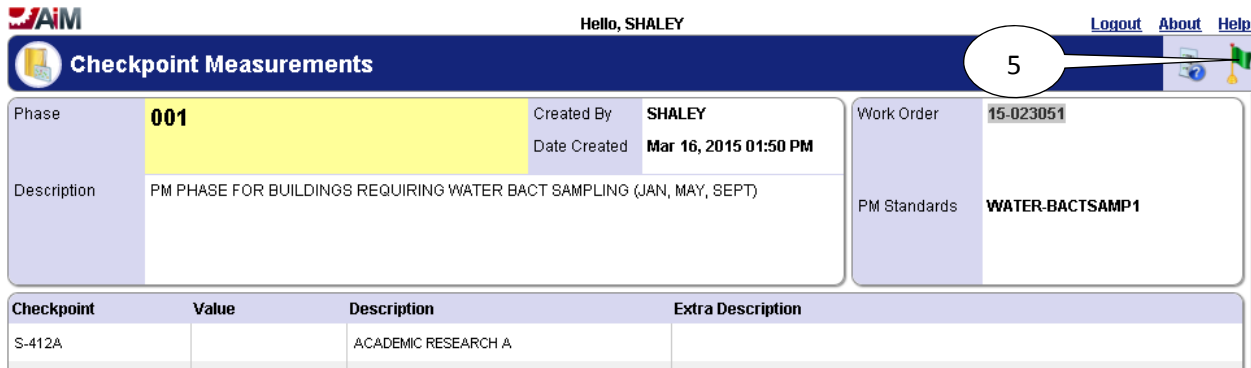 AiM
Hello, SHALEY
Logout About Help
Checkpoint Measurements
5
Phase 001
Created By SHALEY
Date Created Mar 16, 2015 01:50 PM
Description PM PHASE FOR BUILDINGS REQUIRING WATER BACT SAMPLING (JAN, MAY, SEPT)
Work Order 15-023051
PM Standards WATER-BACTSAMP1
Checkpoint Value Description Extra Description
S-412A ACADEMIC RESEARCH A